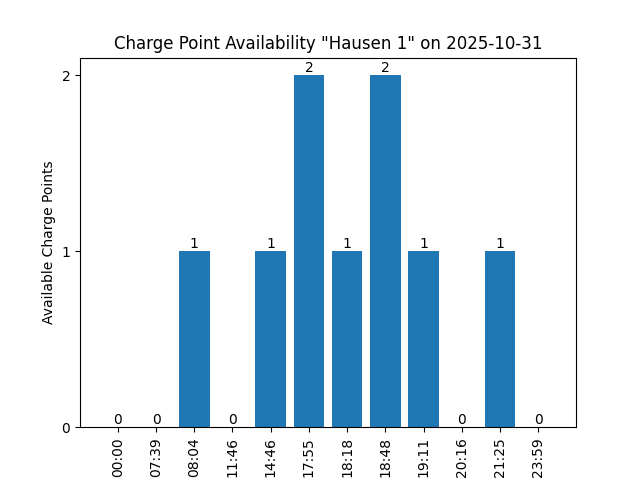 Charge Point Availability "Hausen 1" on 2025-10-31
Available Charge Points
2
1
0
0 0 1 0 1 2 1 2 1 0 1 0
00:00 07:39 08:04 11:46 14:46 17:55 18:18 18:48 19:11 20:16 21:25 23:59